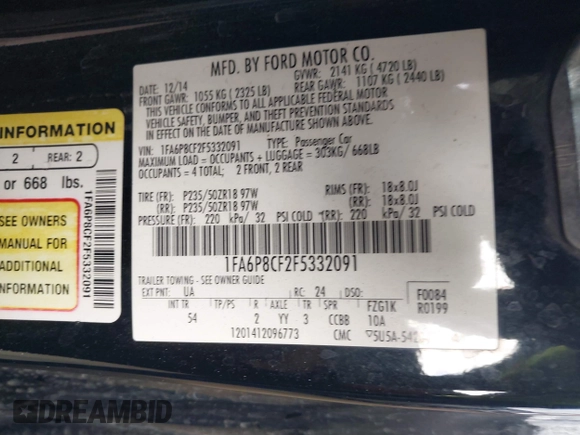 MFD. BY FORD MOTOR CO.
DATE: 12/14 GVWR: 2141 KG ( 4720 LB)
FRONT GAWR: 1055 KG ( 2325 LB) REAR GAWR: 1107 KG ( 2440 LB)
THIS VEHICLE CONFORMS TO ALL APPLICABLE FEDERAL MOTOR
VEHICLE SAFETY, BUMPER, AND THEFT PREVENTION STANDARDS
IN EFFECT ON THE DATE OF MANUFACTURE SHOWN ABOVE
VIN: 1FA6P8CF2F5332091 TYPE: Passenger Car
MAXIMUM LOAD = OCCUPANTS + LUGGAGE = 303KG/ 668LB
OCCUPANTS = 4 TOTAL; 2 FRONT, 2 REAR
TIRE (FR): P235/50ZR18 97W RIMS (FR): 18x8.0J
(RR): P235/50ZR18 97W (RR): 18x8.0J
PRESSURE (FR): 220 kPa/ 32 PSI COLD (RR): 220 kPa/ 32 PSI COLD
1FA6P8CF2F5332091
TRAILER TOWING - SEE OWNER GUIDE
EXT PNT: UA RC: 24 DSO:
INT TR TP/PS R AXLE TR SPR FZG1K
S4 2 YY 3 CCBB 10A
1201412096773 CMC
F0084
R0199
INFORMATION
2 REAR: 2
or 668 lbs.
SEE OWNERS
MANUAL FOR
ADDITIONAL
INFORMATION
1FA6P8CF2F5332091
DREAMBID